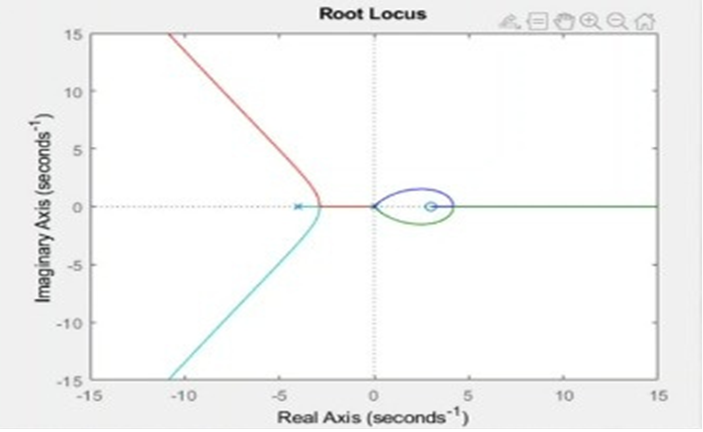 Root Locus
15
10
5
0
-5
-10
-15
-15 -10 -5 0 5 10 15
Imaginary Axis (seconds⁻¹)
Real Axis (seconds⁻¹)